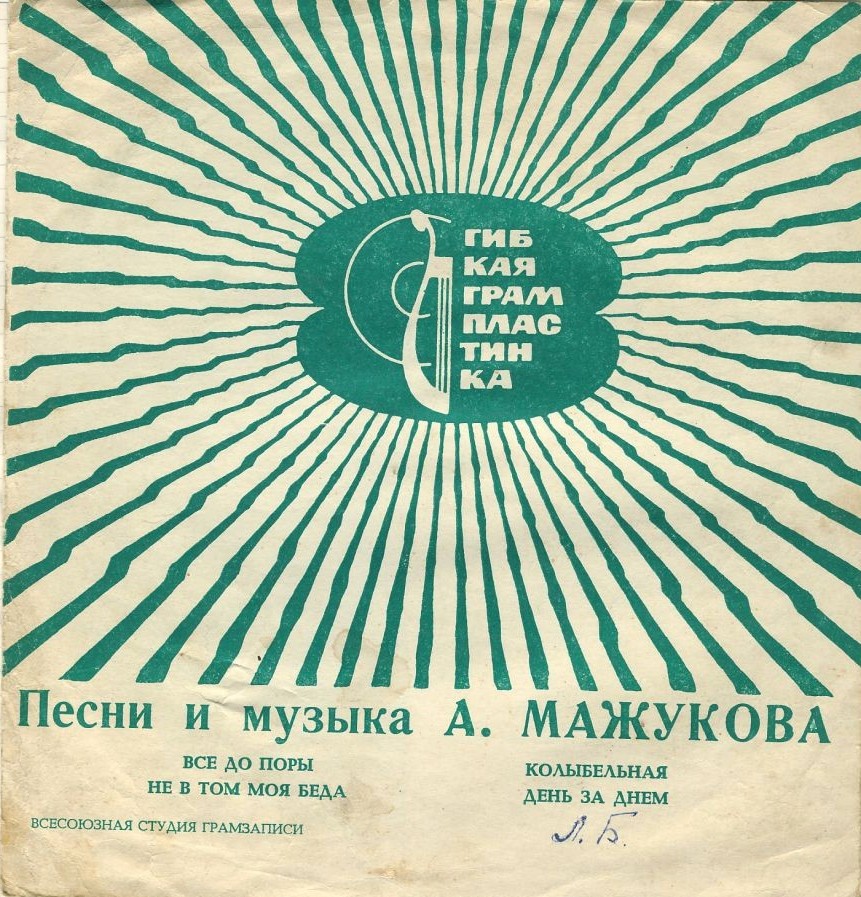 ГИБ
КАЯ
ГРАМ
ПЛАС
ТИН
КА
Песни и музыка А. МАЖУКОВА
ВСЕ ДО ПОРЫ
НЕ В ТОМ МОЯ БЕДА
КОЛЫБЕЛЬНАЯ
ДЕНЬ ЗА ДНЕМ
ВСЕСОЮЗНАЯ СТУДИЯ ГРАМЗАПИСИ
Л. Б.